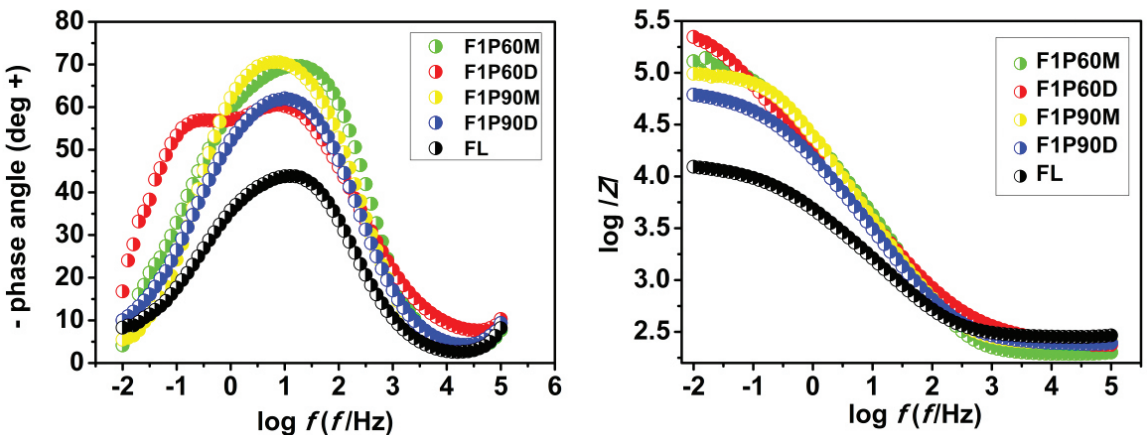 80
70
60
50
40
30
20
10
0
- phase angle (deg +)
F1P60M
F1P60D
F1P90M
F1P90D
FL
-2 -1 0 1 2 3 4 5 6
log f (f/Hz)
5.5
5.0
4.5
4.0
3.5
3.0
2.5
log |Z|
F1P60M
F1P60D
F1P90M
F1P90D
FL
-2 -1 0 1 2 3 4 5
log f (f/Hz)